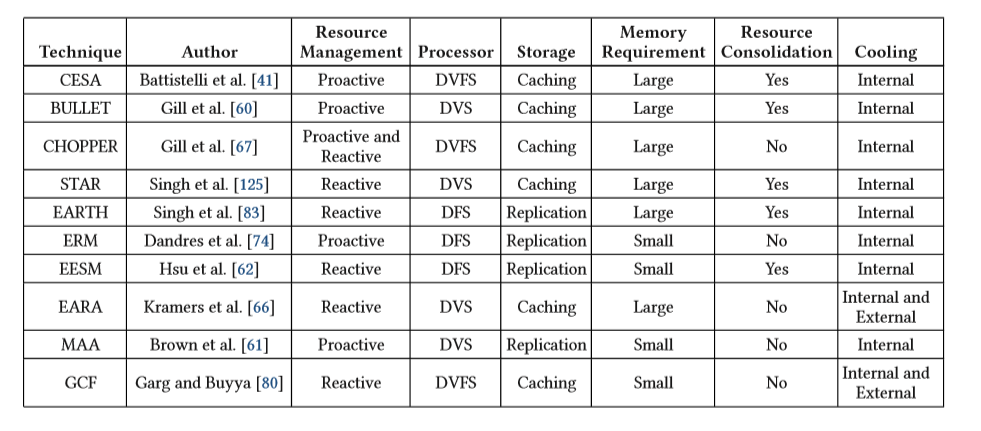 Technique Author Resource Management Processor Storage Memory Requirement Resource Consolidation Cooling
CESA Battistelli et al. [41] Proactive DVFS Caching Large Yes Internal
BULLET Gill et al. [60] Proactive DVS Caching Large Yes Internal
CHOPPER Gill et al. [67] Proactive and Reactive DVFS Caching Large No Internal
STAR Singh et al. [125] Reactive DVS Caching Large Yes Internal
EARTH Singh et al. [83] Reactive DFS Replication Large Yes Internal
ERM Dandres et al. [74] Proactive DFS Replication Small No Internal
EESM Hsu et al. [62] Reactive DFS Replication Small Yes Internal
EARA Kramers et al. [66] Reactive DVS Caching Large No Internal and External
MAA Brown et al. [61] Proactive DVS Replication Small No Internal
GCF Garg and Buyya [80] Reactive DVFS Caching Small No Internal and External